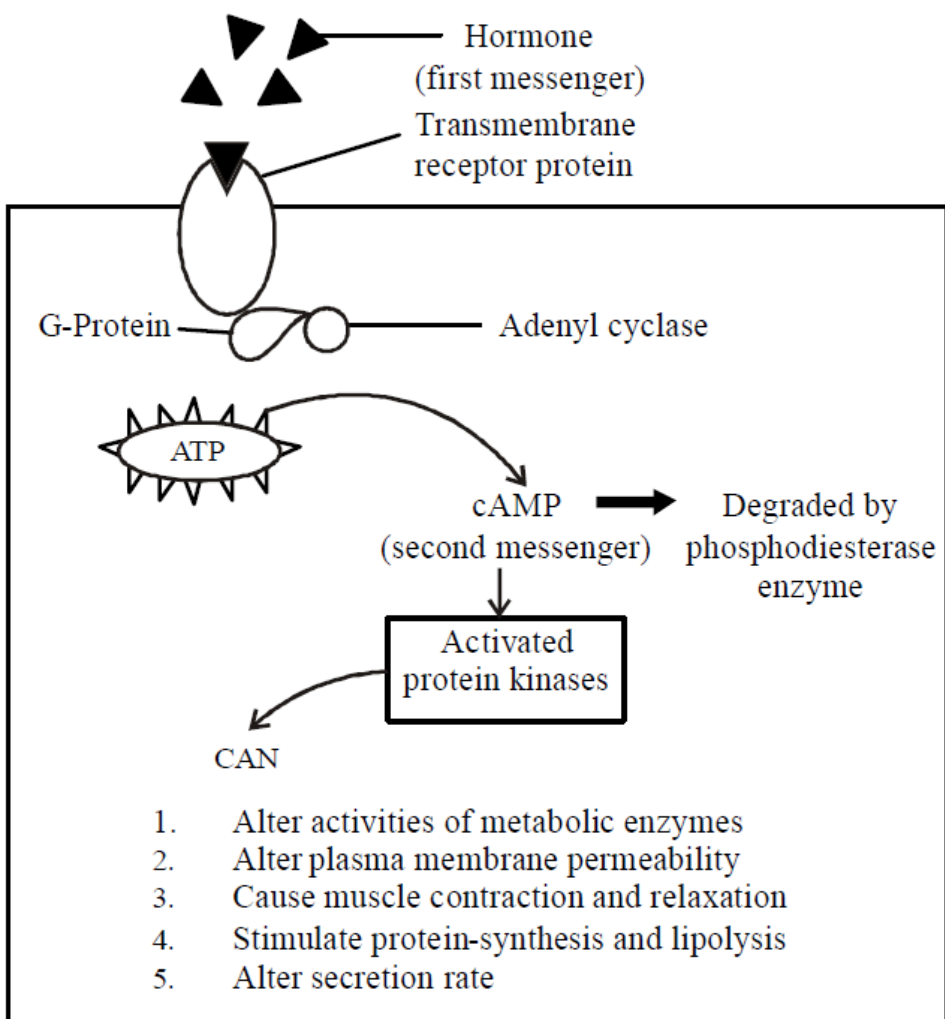 Hormone
(first messenger)
Transmembrane
receptor protein
G-Protein
Adenyl cyclase
ATP
cAMP
(second messenger)
Degraded by
phosphodiesterase
enzyme
Activated
protein kinases
CAN
1. Alter activities of metabolic enzymes
2. Alter plasma membrane permeability
3. Cause muscle contraction and relaxation
4. Stimulate protein-synthesis and lipolysis
5. Alter secretion rate